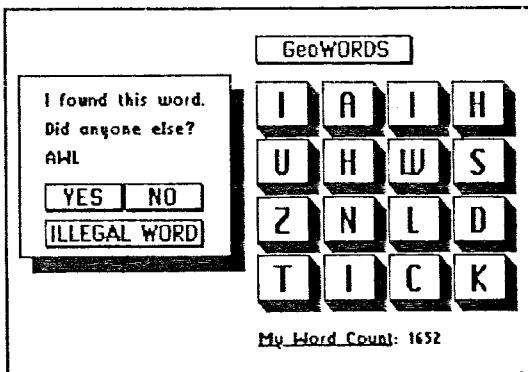 GeoWORDS
I found this word.
Did anyone else?
AWL
YES NO
ILLEGAL WORD
I A I H
U H W S
Z N L D
T I C K
My Word Count: 1652